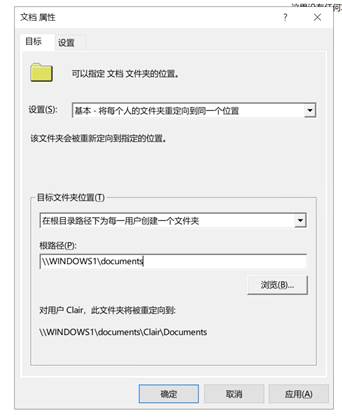 文档 属性
目标 设置
可以指定 文档 文件夹的位置。
设置(S): 基本 - 将每个人的文件夹重定向到同一个位置
该文件夹会被重新定向到指定的位置。
目标文件夹位置(T)
在根目录路径下为每一用户创建一个文件夹
根路径(P):
\\WINDOWS1\documents
浏览(B)...
对用户 Clair，此文件夹将被重定向到:
\\WINDOWS1\documents\Clair\Documents
确定 取消 应用(A)